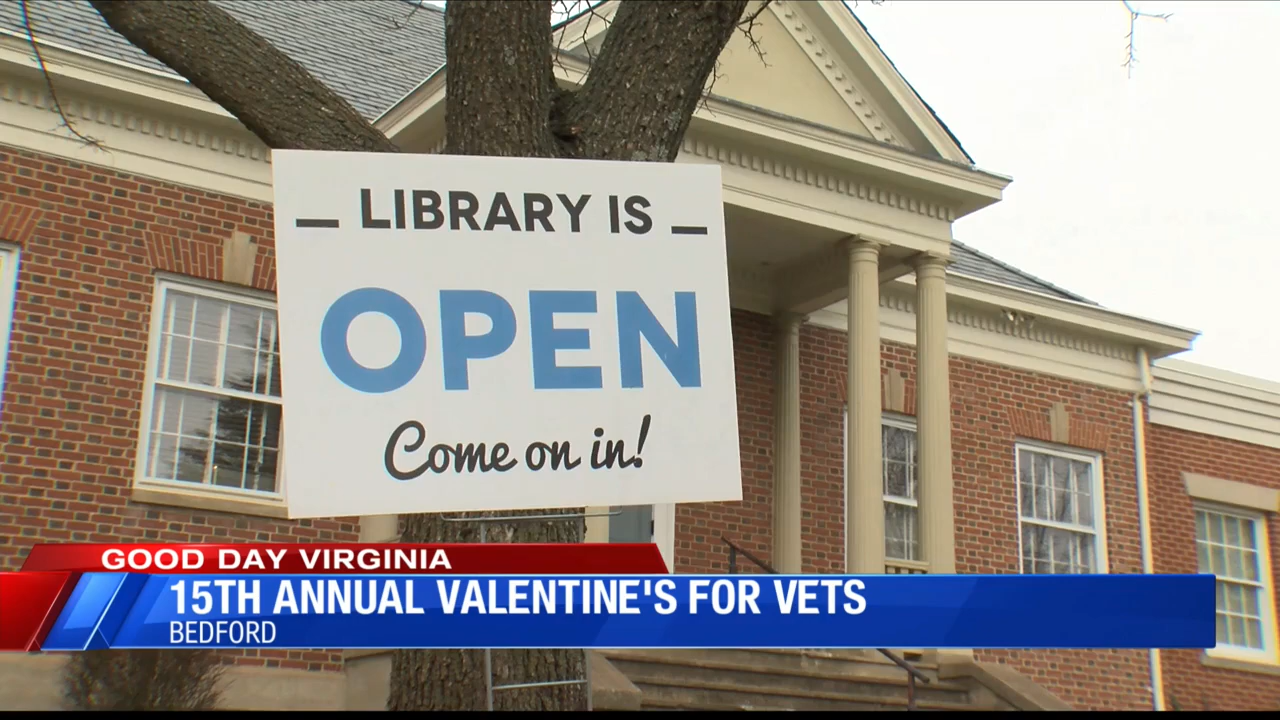 LIBRARY IS
OPEN
Come on in!
GOOD DAY VIRGINIA
15TH ANNUAL VALENTINE'S FOR VETS
BEDFORD